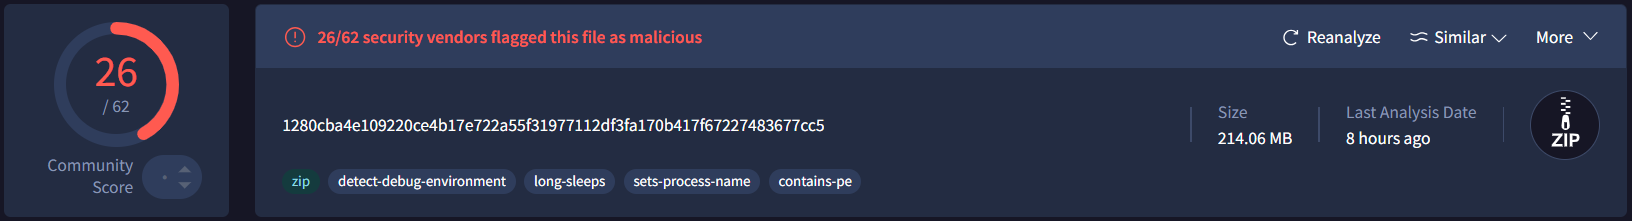 26
/ 62
Community
Score
26/62 security vendors flagged this file as malicious
Reanalyze
Similar
More
1280cba4e109220ce4b17e722a55f31977112df3fa170b417f67227483677cc5
Size
214.06 MB
Last Analysis Date
8 hours ago
ZIP
zip
detect-debug-environment
long-sleeps
sets-process-name
contains-pe